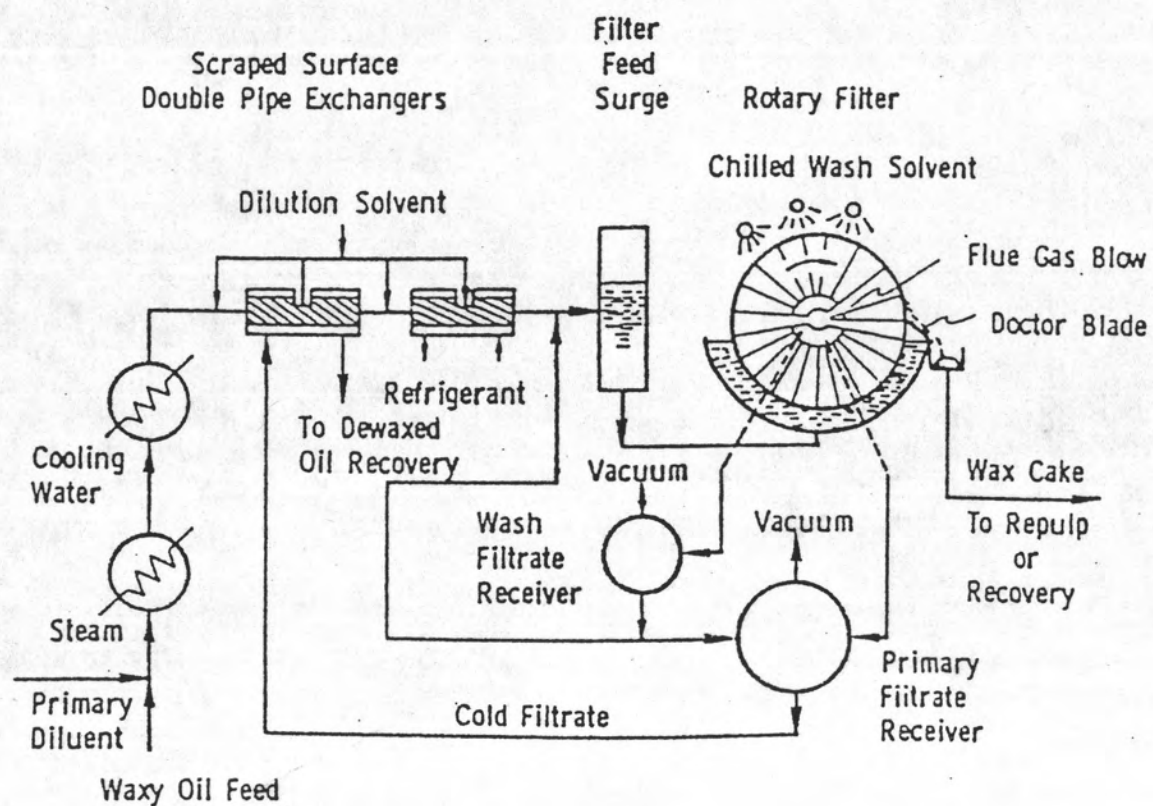 Filter
Feed
Surge
Scraped Surface
Double Pipe Exchangers
Rotary Filter
Chilled Wash Solvent
Dilution Solvent
Flue Gas Blow
Doctor Blade
Refrigerant
To Dewaxed
Oil Recovery
Cooling
Water
Vacuum
Wash
Filtrate
Receiver
Vacuum
Wax Cake
To Repulp
or
Recovery
Steam
Primary
Diluent
Cold Filtrate
Primary
Fiitrate
Receiver
Waxy Oil Feed